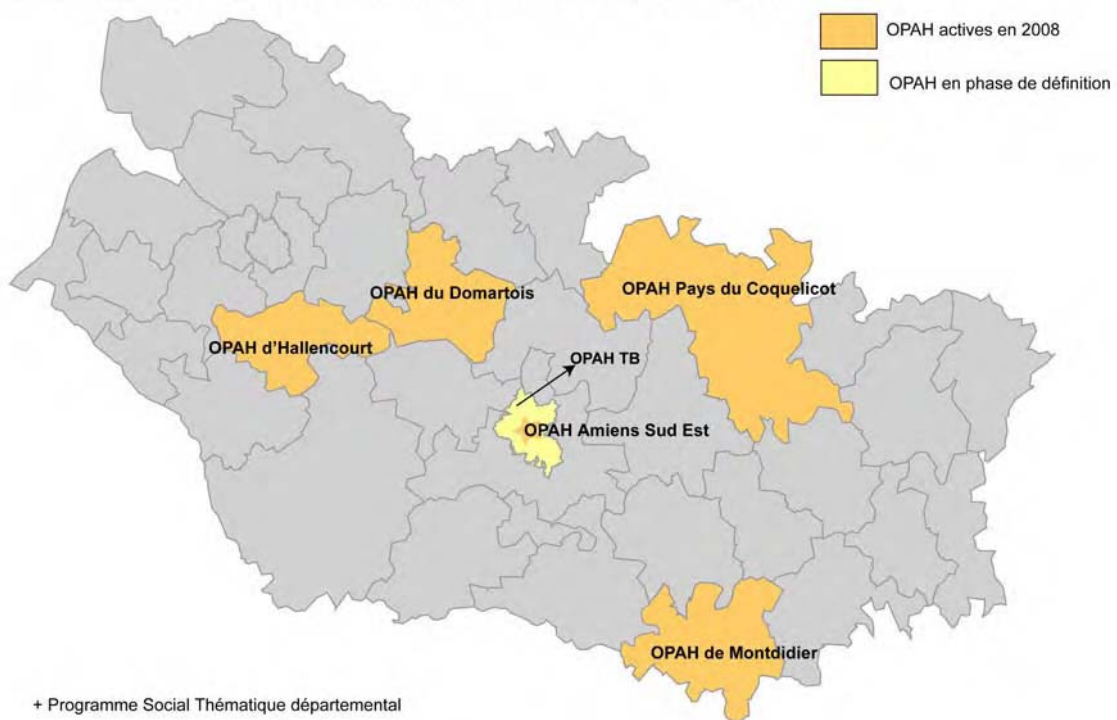 OPAH actives en 2008
OPAH en phase de définition
OPAH du Domartois
OPAH Pays du Coquelicot
OPAH d'Hallencourt
OPAH TB
OPAH Amiens Sud Est
OPAH de Montdidier
+ Programme Social Thématique départemental